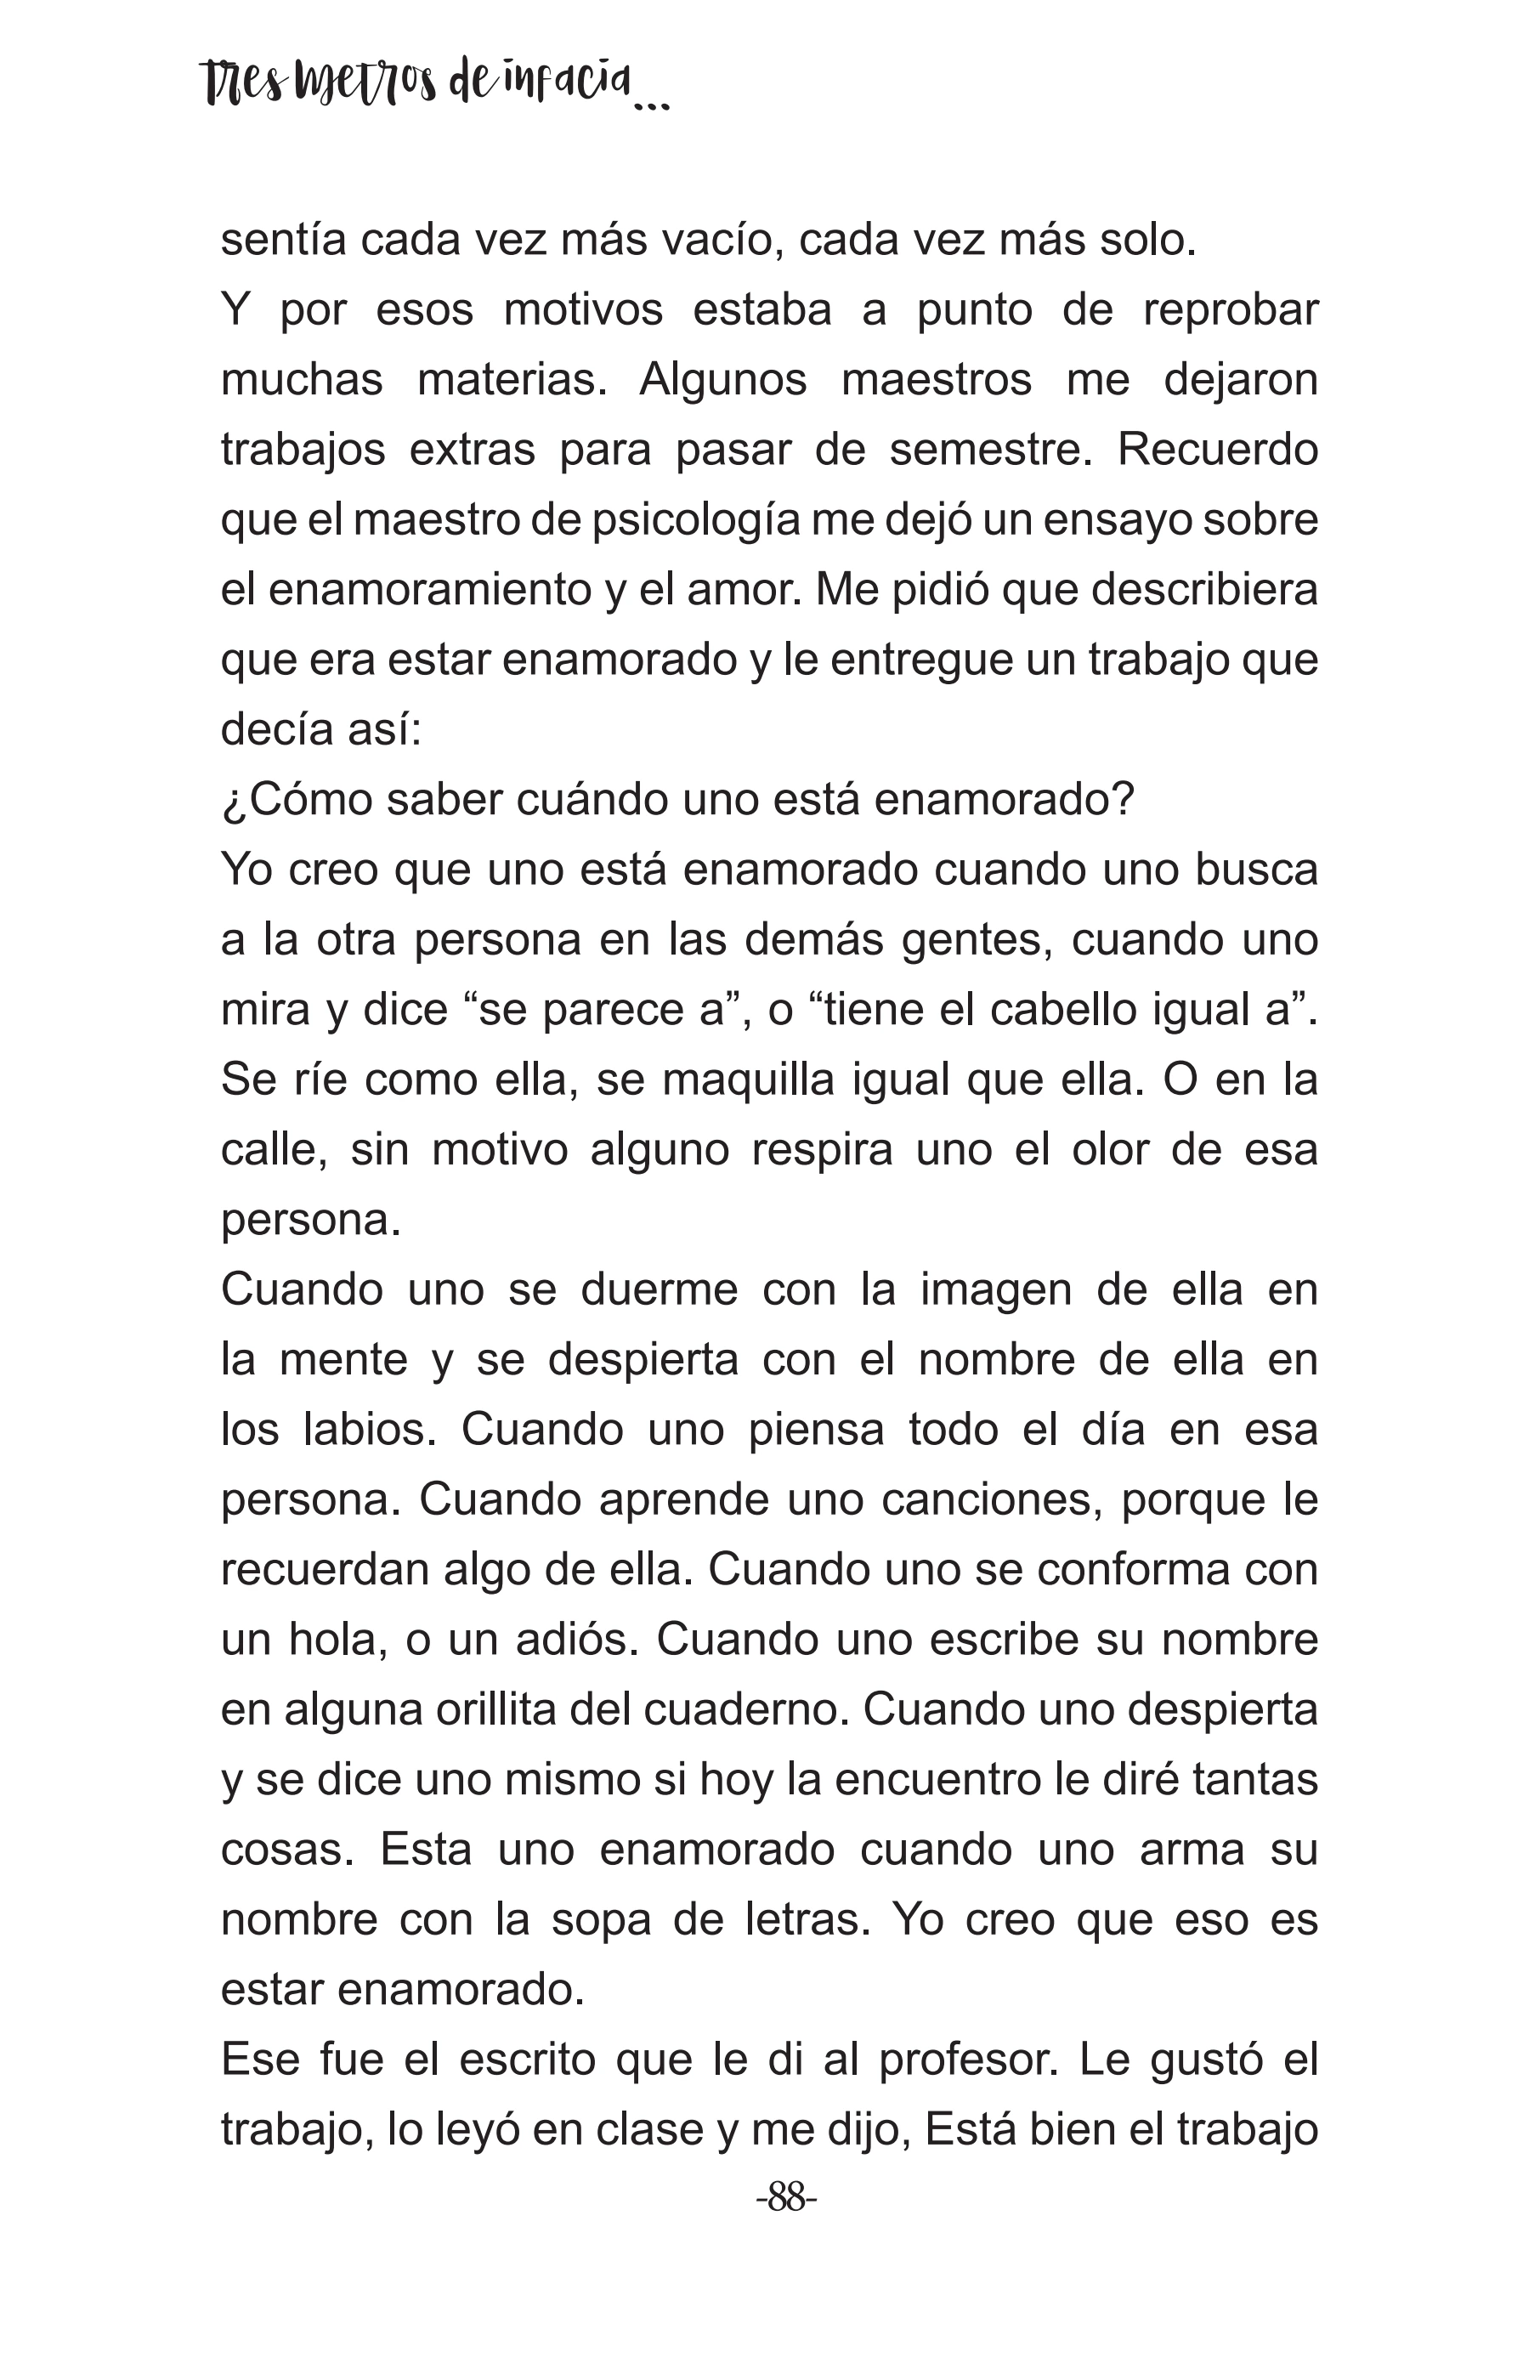 Tres metros de infacia...
sentía cada vez más vacío, cada vez más solo.
Y por esos motivos estaba a punto de reprobar
muchas materias. Algunos maestros me dejaron
trabajos extras para pasar de semestre. Recuerdo
que el maestro de psicología me dejó un ensayo sobre
el enamoramiento y el amor. Me pidió que describiera
que era estar enamorado y le entregue un trabajo que
decía así:
¿Cómo saber cuándo uno está enamorado?
Yo creo que uno está enamorado cuando uno busca
a la otra persona en las demás gentes, cuando uno
mira y dice “se parece a”, o “tiene el cabello igual a”.
Se ríe como ella, se maquilla igual que ella. O en la
calle, sin motivo alguno respira uno el olor de esa
persona.
Cuando uno se duerme con la imagen de ella en
la mente y se despierta con el nombre de ella en
los labios. Cuando uno piensa todo el día en esa
persona. Cuando aprende uno canciones, porque le
recuerdan algo de ella. Cuando uno se conforma con
un hola, o un adiós. Cuando uno escribe su nombre
en alguna orillita del cuaderno. Cuando uno despierta
y se dice uno mismo si hoy la encuentro le diré tantas
cosas. Esta uno enamorado cuando uno arma su
nombre con la sopa de letras. Yo creo que eso es
estar enamorado.
Ese fue el escrito que le di al profesor. Le gustó el
trabajo, lo leyó en clase y me dijo, Está bien el trabajo
-88-